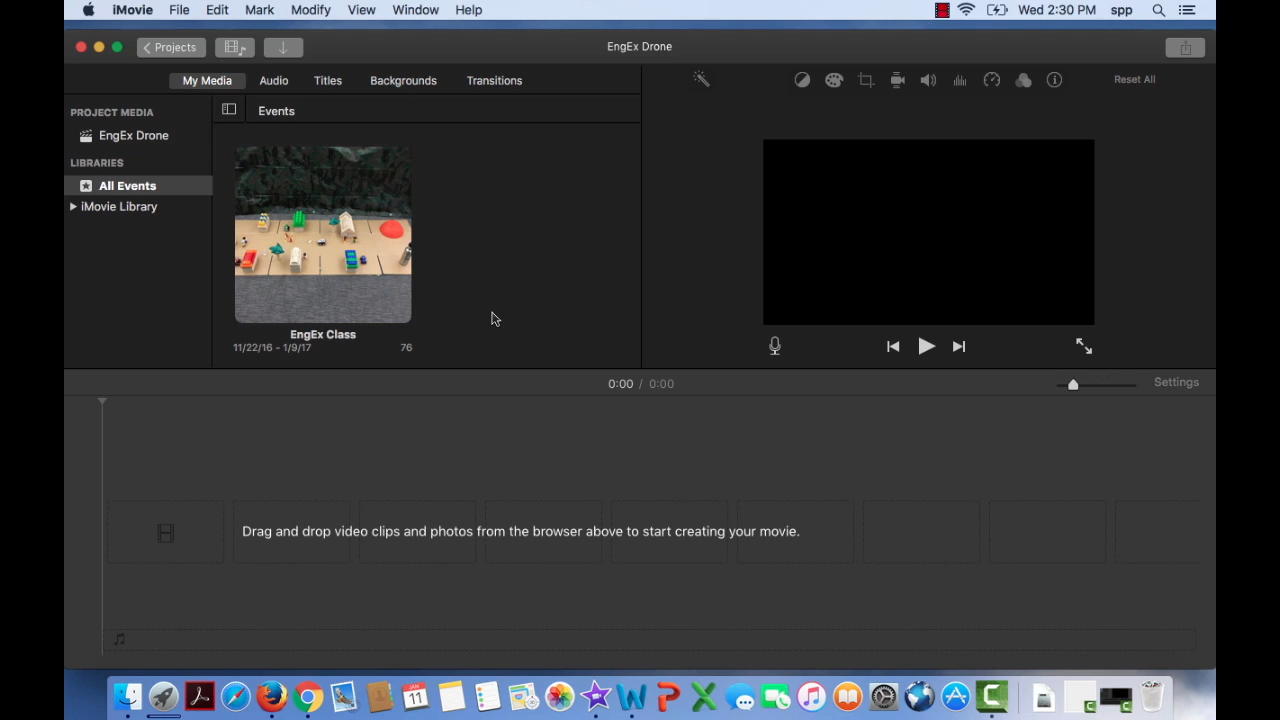 iMovie File Edit Mark Modify View Window Help Wed 2:30 PM spp
Projects EngEx Drone
My Media Audio Titles Backgrounds Transitions Reset All
PROJECT MEDIA
EngEx Drone
LIBRARIES
All Events
iMovie Library
Events
EngEx Class
11/22/16 - 1/9/17 76
0:00 / 0:00 Settings
Drag and drop video clips and photos from the browser above to start creating your movie.
JAN
11